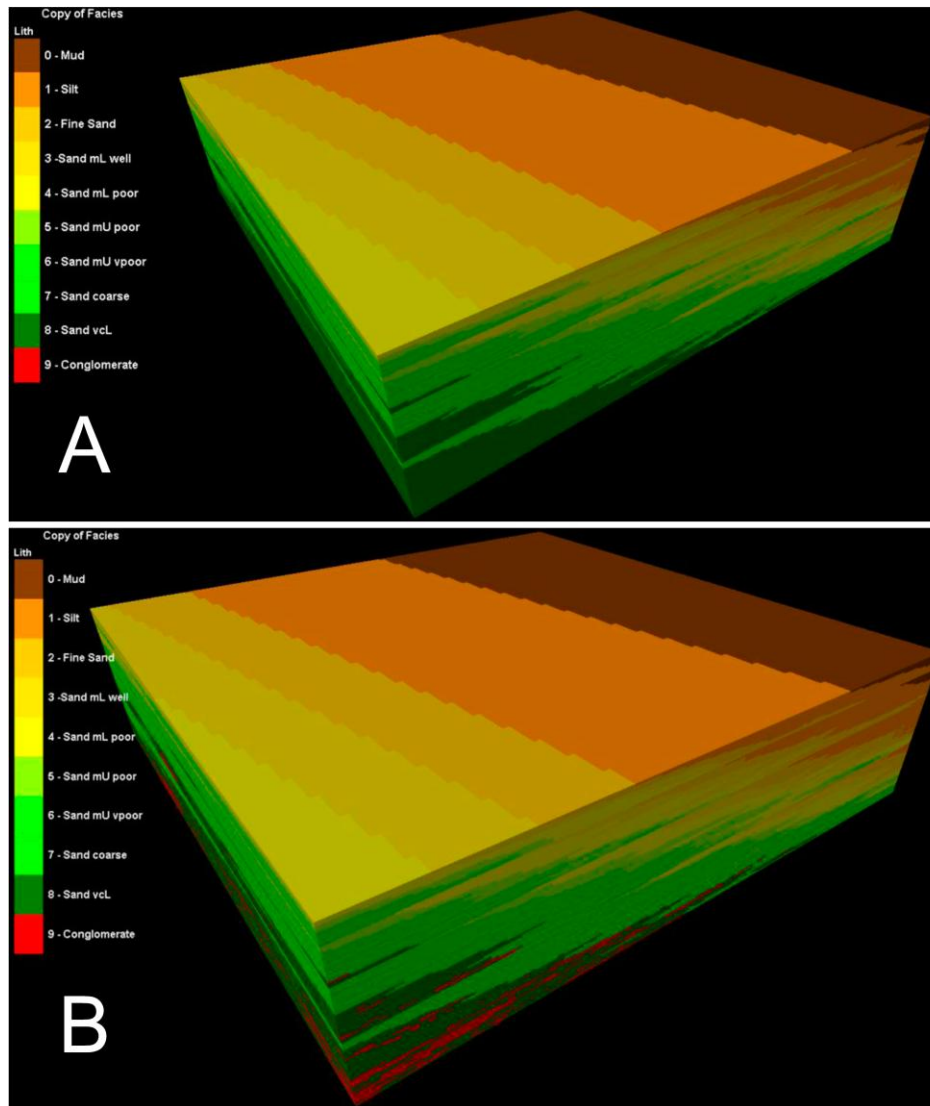 Copy of Facies
Lith
0 - Mud
1 - Silt
2 - Fine Sand
3 -Sand mL well
4 - Sand mL poor
5 - Sand mU poor
6 - Sand mU vpoor
7 - Sand coarse
8 - Sand vcL
9 - Conglomerate
A
Copy of Facies
Lith
0 - Mud
1 - Silt
2 - Fine Sand
3 -Sand mL well
4 - Sand mL poor
5 - Sand mU poor
6 - Sand mU vpoor
7 - Sand coarse
8 - Sand vcL
9 - Conglomerate
B